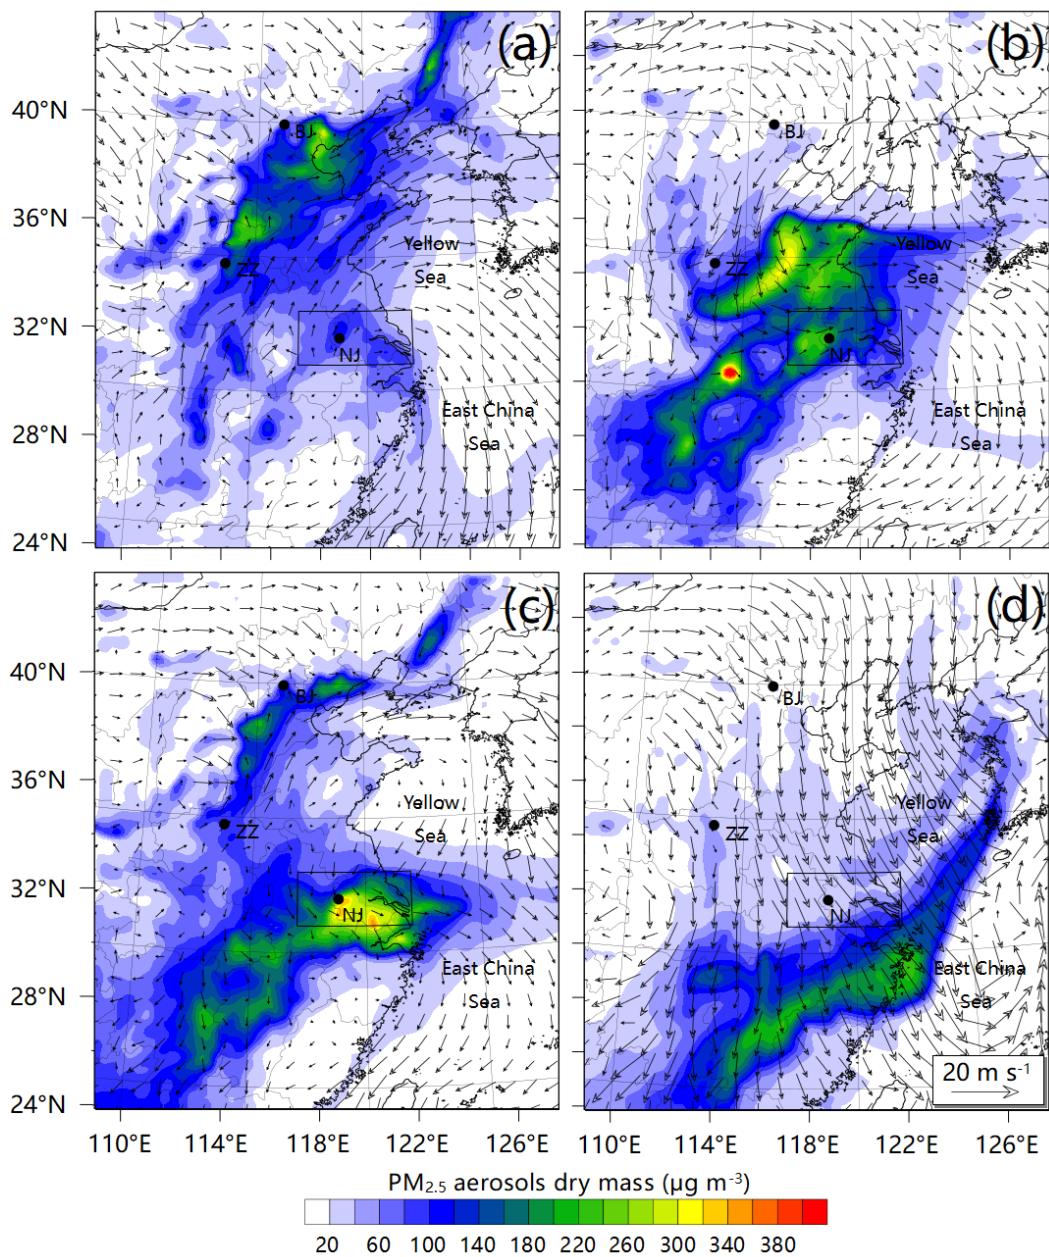 (a)
(b)
40°N
BJ
BJ
36°N
Yellow
Sea
Yellow
Sea
ZZ
ZZ
32°N
NJ
NJ
East China
Sea
East China
Sea
28°N
24°N
(c)
(d)
40°N
BJ
BJ
36°N
Yellow
Sea
Yellow
Sea
ZZ
ZZ
32°N
NJ
NJ
East China
Sea
East China
Sea
28°N
20 m s⁻¹
24°N
110°E 114°E 118°E 122°E 126°E 110°E 114°E 118°E 122°E 126°E
PM₂.₅ aerosols dry mass (μg m⁻³)
20 60 100 140 180 220 260 300 340 380